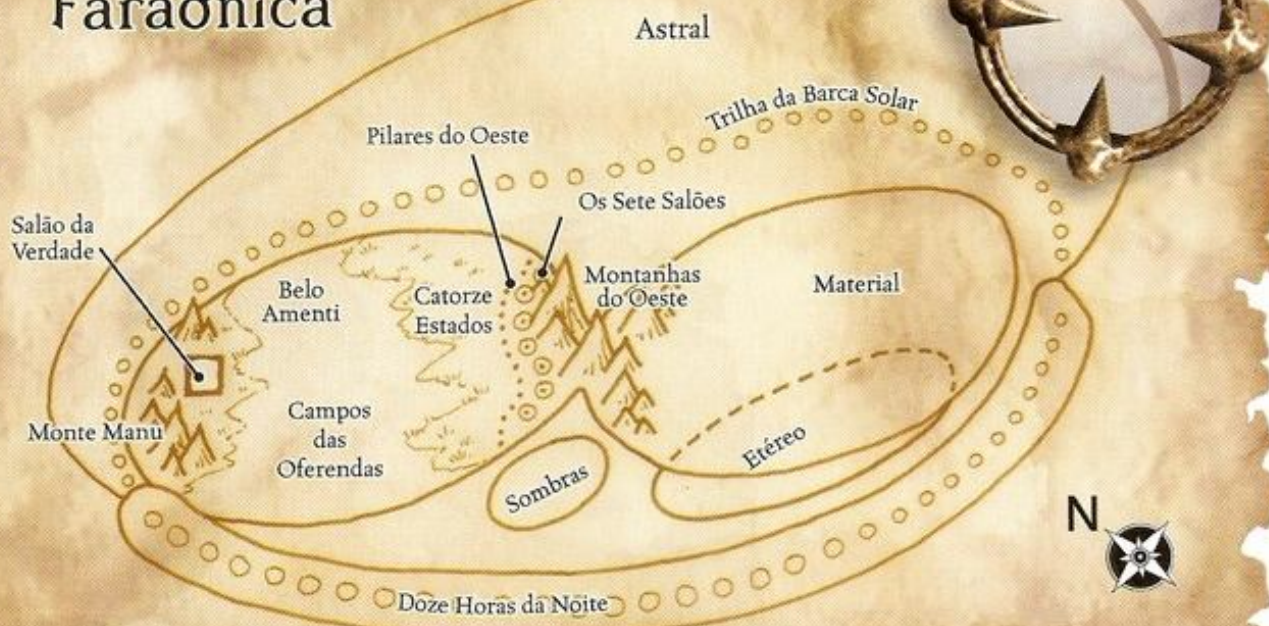 Faraônica
Astral
Trilha da Barca Solar
Pilares do Oeste
Os Sete Salões
Salão da
Verdade
Belo
Amenti
Catorze
Estados
Montanhas
do Oeste
Material
Monte Manu
Campos
das
Oferendas
Sombras
Etéreo
N
Doze Horas da Noite